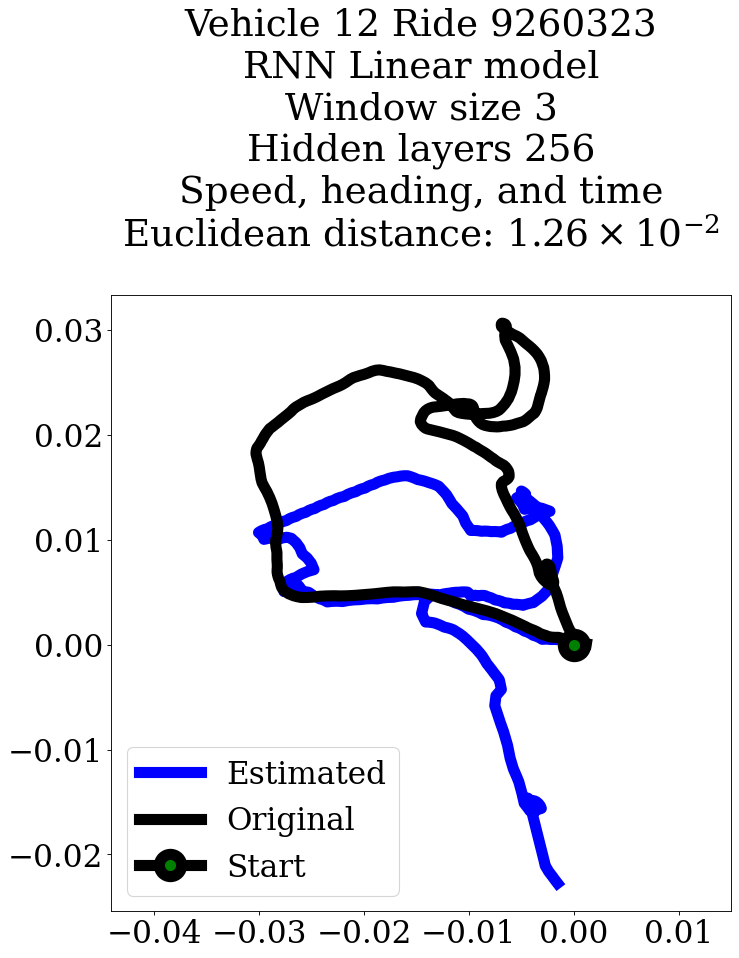 Vehicle 12 Ride 9260323
RNN Linear model
Window size 3
Hidden layers 256
Speed, heading, and time
Euclidean distance: 1.26 × 10⁻²
0.03
0.02
0.01
0.00
−0.01
−0.02
Estimated
Original
Start
−0.04 −0.03 −0.02 −0.01 0.00 0.01